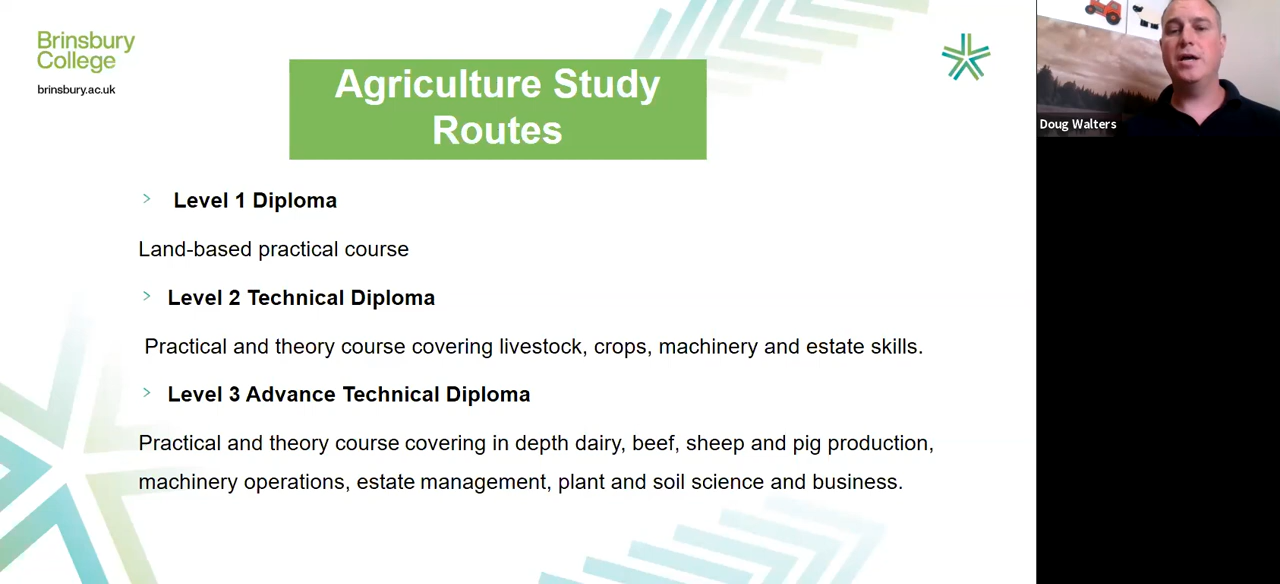 Brinsbury
College
brinsbury.ac.uk
Agriculture Study
Routes
Doug Walters
> Level 1 Diploma
Land-based practical course
> Level 2 Technical Diploma
Practical and theory course covering livestock, crops, machinery and estate skills.
> Level 3 Advance Technical Diploma
Practical and theory course covering in depth dairy, beef, sheep and pig production,
machinery operations, estate management, plant and soil science and business.